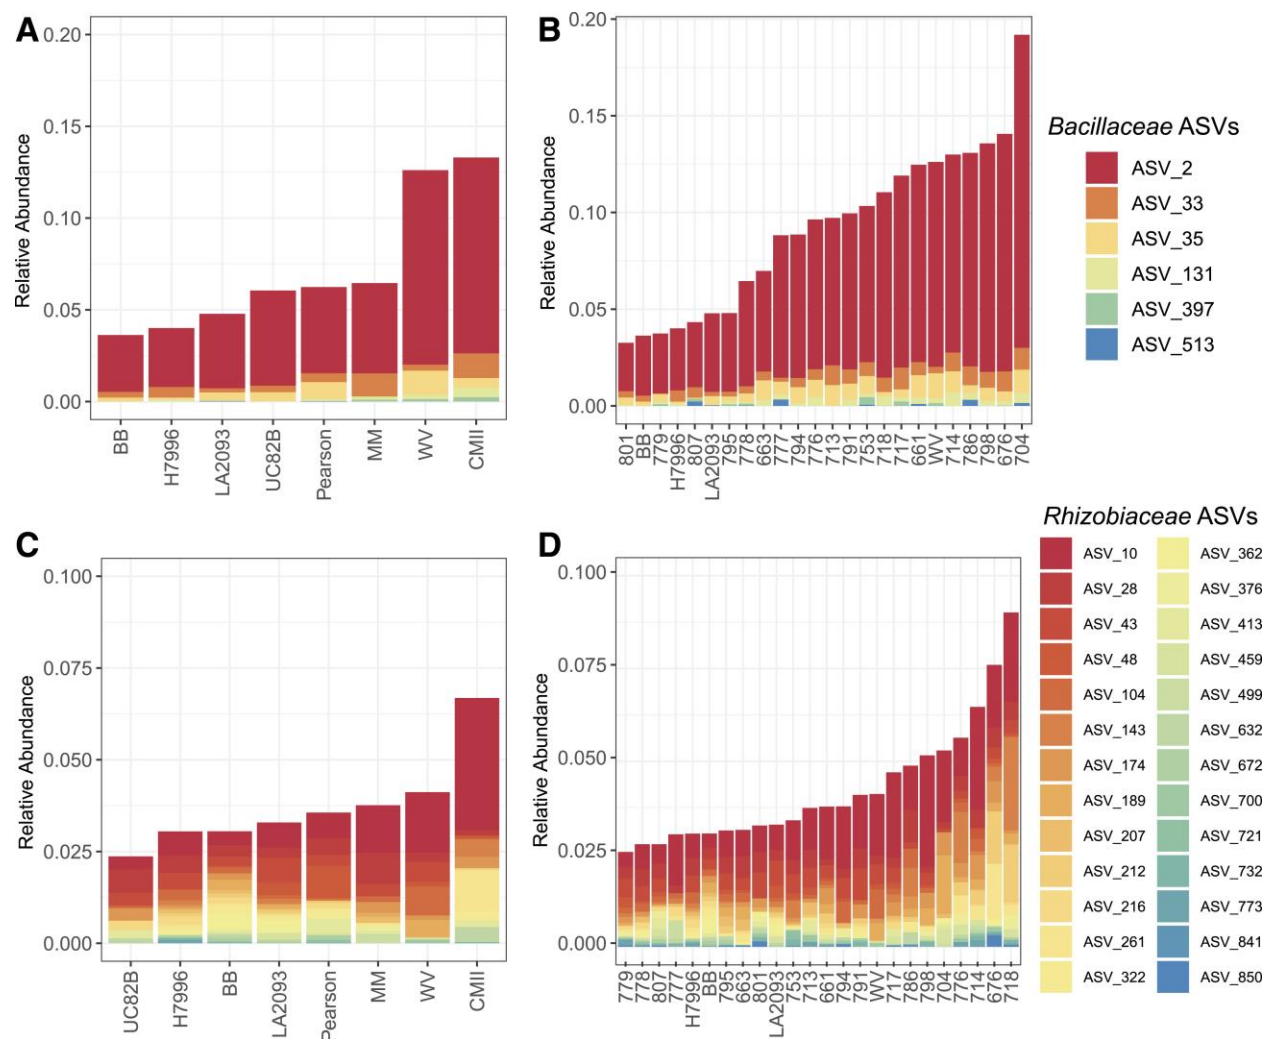 A
B
Relative Abundance
0.20
0.15
0.10
0.05
0.00
BB
H7996
LA2093
UC82B
Pearson
MM
WV
CMII
Relative Abundance
0.20
0.15
0.10
0.05
0.00
801
BB
779
H7996
807
LA2093
795
778
663
777
794
776
713
791
753
718
717
661
WV
714
786
798
676
704
Bacillaceae ASVs
ASV_2
ASV_33
ASV_35
ASV_131
ASV_397
ASV_513
C
D
Relative Abundance
0.100
0.075
0.050
0.025
0.000
UC82B
H7996
BB
LA2093
Pearson
MM
WV
CMII
Relative Abundance
0.100
0.075
0.050
0.025
0.000
779
778
807
777
H7996
BB
795
663
801
LA2093
753
713
661
794
791
WV
717
786
798
704
776
714
676
718
Rhizobiaceae ASVs
ASV_10
ASV_28
ASV_43
ASV_48
ASV_104
ASV_143
ASV_174
ASV_189
ASV_207
ASV_212
ASV_216
ASV_261
ASV_322
ASV_362
ASV_376
ASV_413
ASV_459
ASV_499
ASV_632
ASV_672
ASV_700
ASV_721
ASV_732
ASV_773
ASV_841
ASV_850